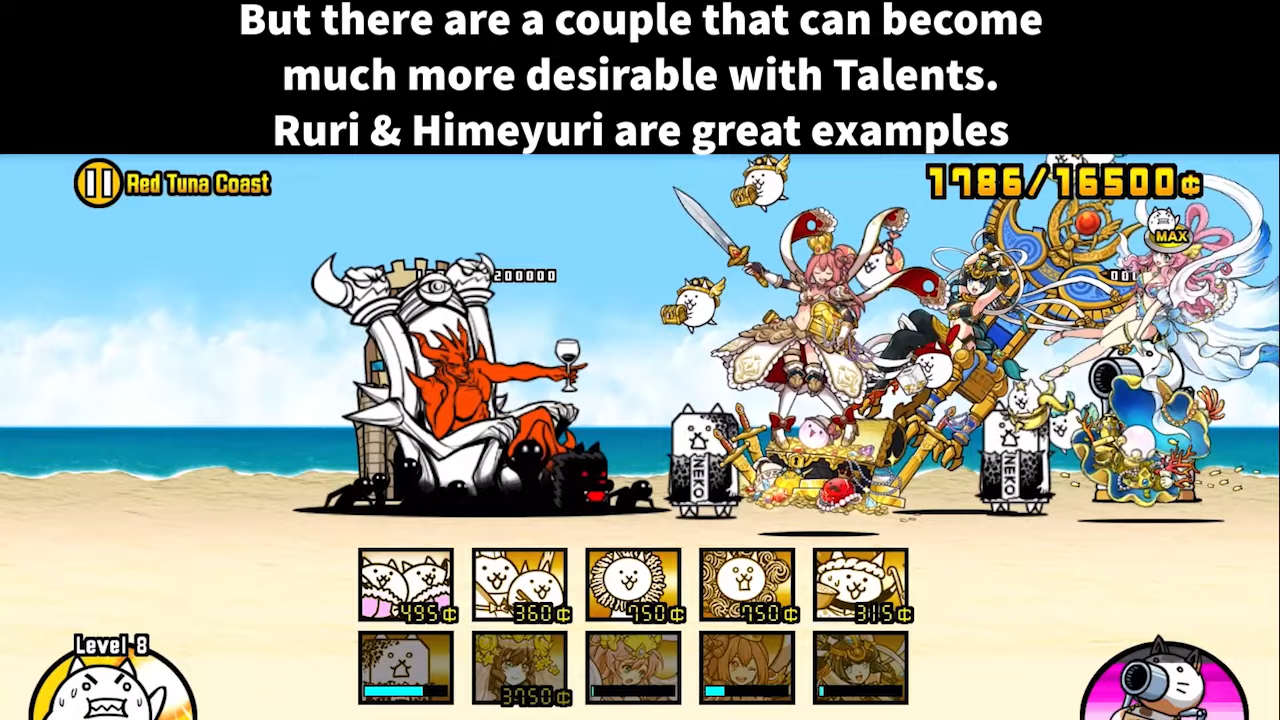 But there are a couple that can become
much more desirable with Talents.
Ruri & Himeyuri are great examples
Red Tuna Coast
1786/16500¢
MAX
200000
NEKO
NEKO
495¢
360¢
750¢
750¢
315¢
3750¢
Level 8